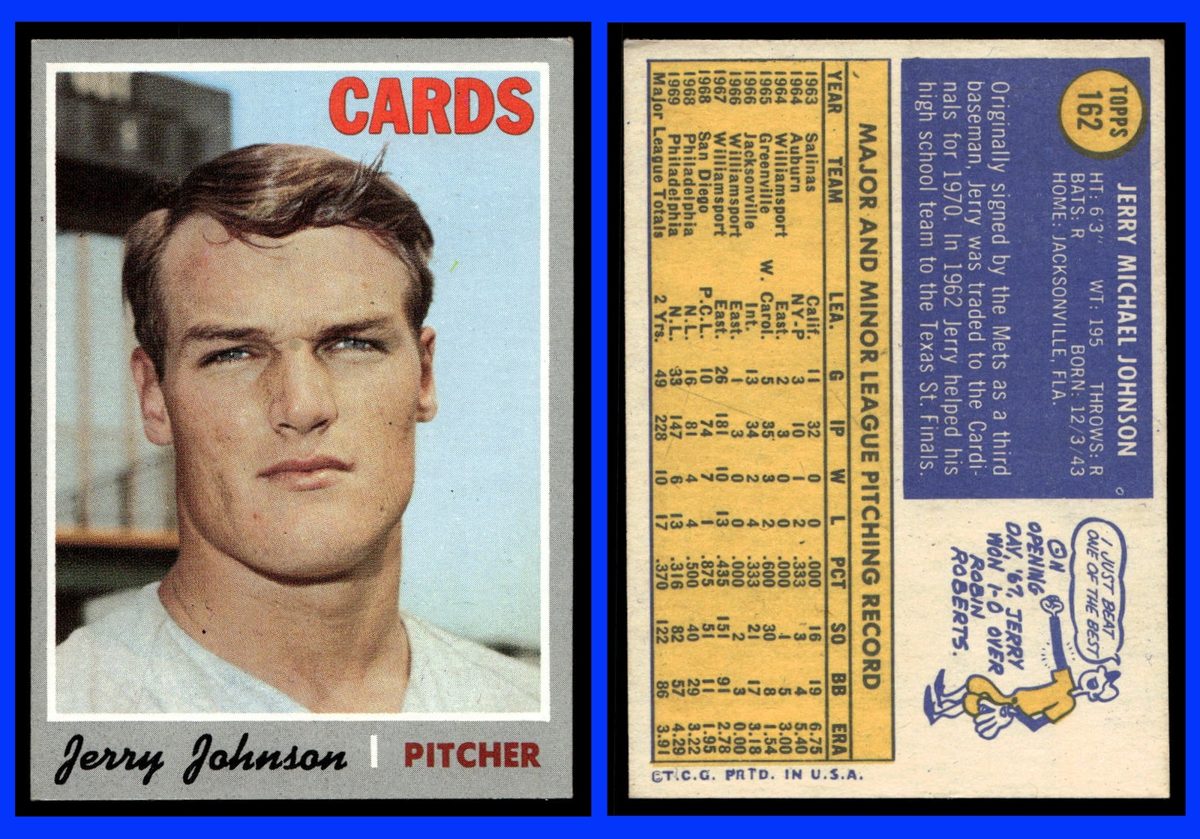 CARDS
Jerry Johnson | PITCHER
TOPPS
162
JERRY MICHAEL JOHNSON
HT: 6'3" WT: 195 THROWS: R
BATS: R BORN: 12/3/43
HOME: JACKSONVILLE, FLA.
Originally signed by the Mets as a third
baseman, Jerry was traded to the Cardi-
nals for 1970. In 1962 Jerry helped his
high school team to the Texas St. Finals.
I JUST BEAT
ONE OF THE BEST
ON
OPENING
DAY, '67, JERRY
WON 1-0 OVER
ROBIN
ROBERTS.
MAJOR AND MINOR LEAGUE PITCHING RECORD
YEAR TEAM LEA. G IP W L PCT SO BB ERA
1963 Salinas Calif. 11 32 0 0 .000 16 19 6.75
1964 Auburn NY-P 3 10 1 2 .333 3 4 5.40
1964 Williamsport East. 2 3 0 0 .000 1 5 3.00
1965 Greenville W. Carol. 5 35 3 2 .600 30 8 1.54
1966 Jacksonville Int. 13 34 2 4 .333 21 17 3.18
1966 Williamsport East. 1 3 0 0 .000 2 3 0.00
1967 Williamsport East. 26 181 10 13 .435 151 91 2.78
1968 San Diego P.C.L. 10 74 7 1 .875 51 11 1.95
1968 Philadelphia N.L. 16 81 4 4 .500 40 29 3.22
1969 Philadelphia N.L. 33 147 6 13 .316 82 57 4.29
Major League Totals 2 Yrs. 49 228 10 17 .370 122 86 3.91
©T.C.G. PRTD. IN U.S.A.